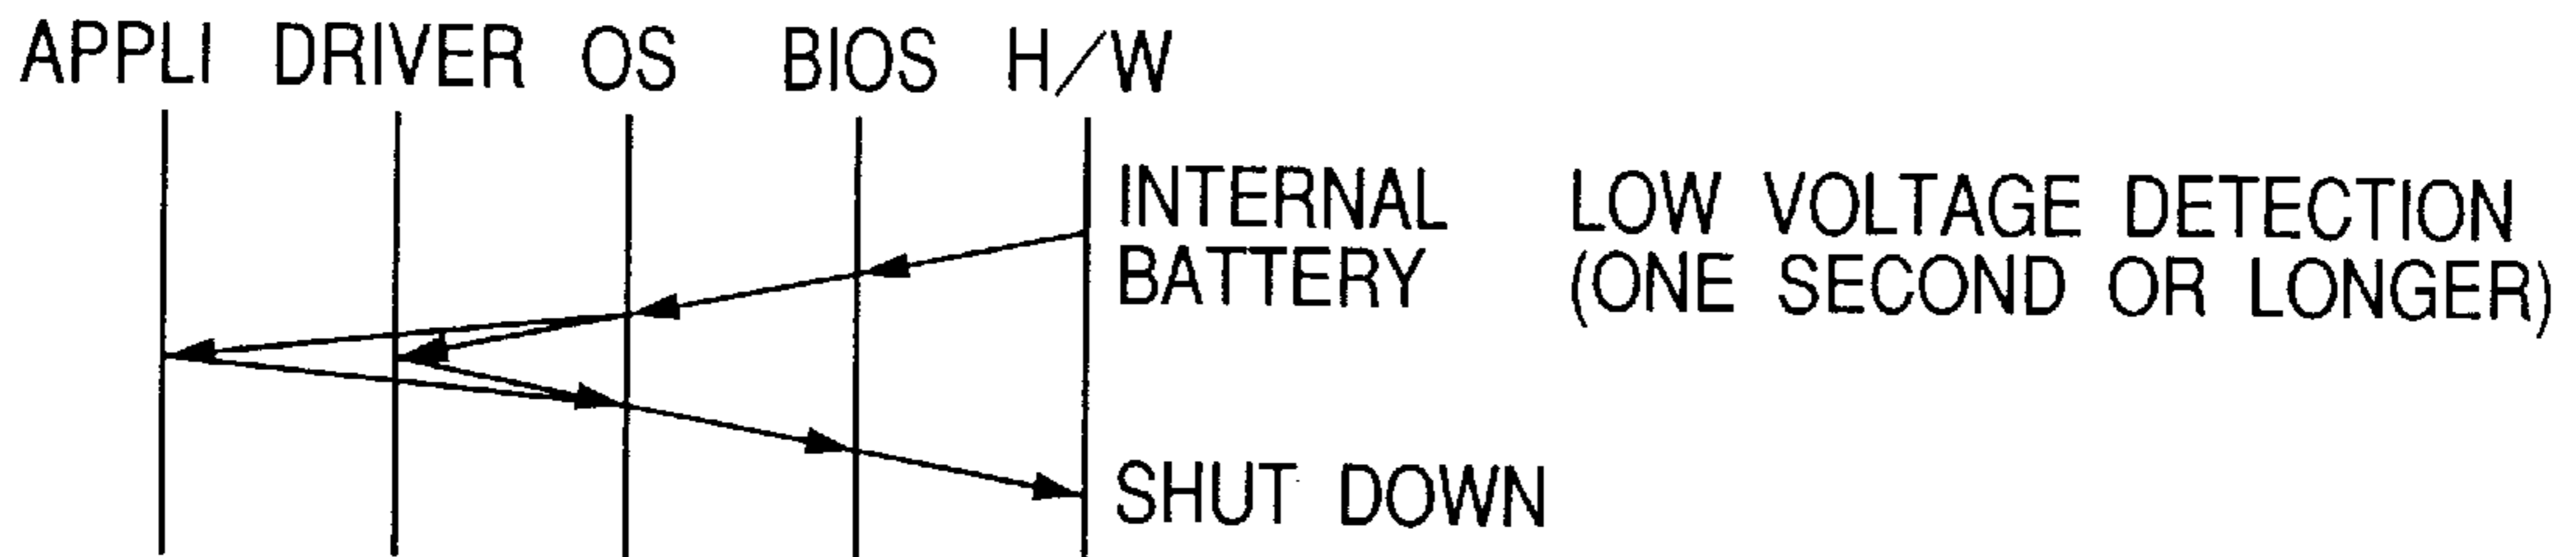 APPLI DRIVER OS BIOS H/W
INTERNAL LOW VOLTAGE DETECTION
BATTERY (ONE SECOND OR LONGER)
SHUT DOWN